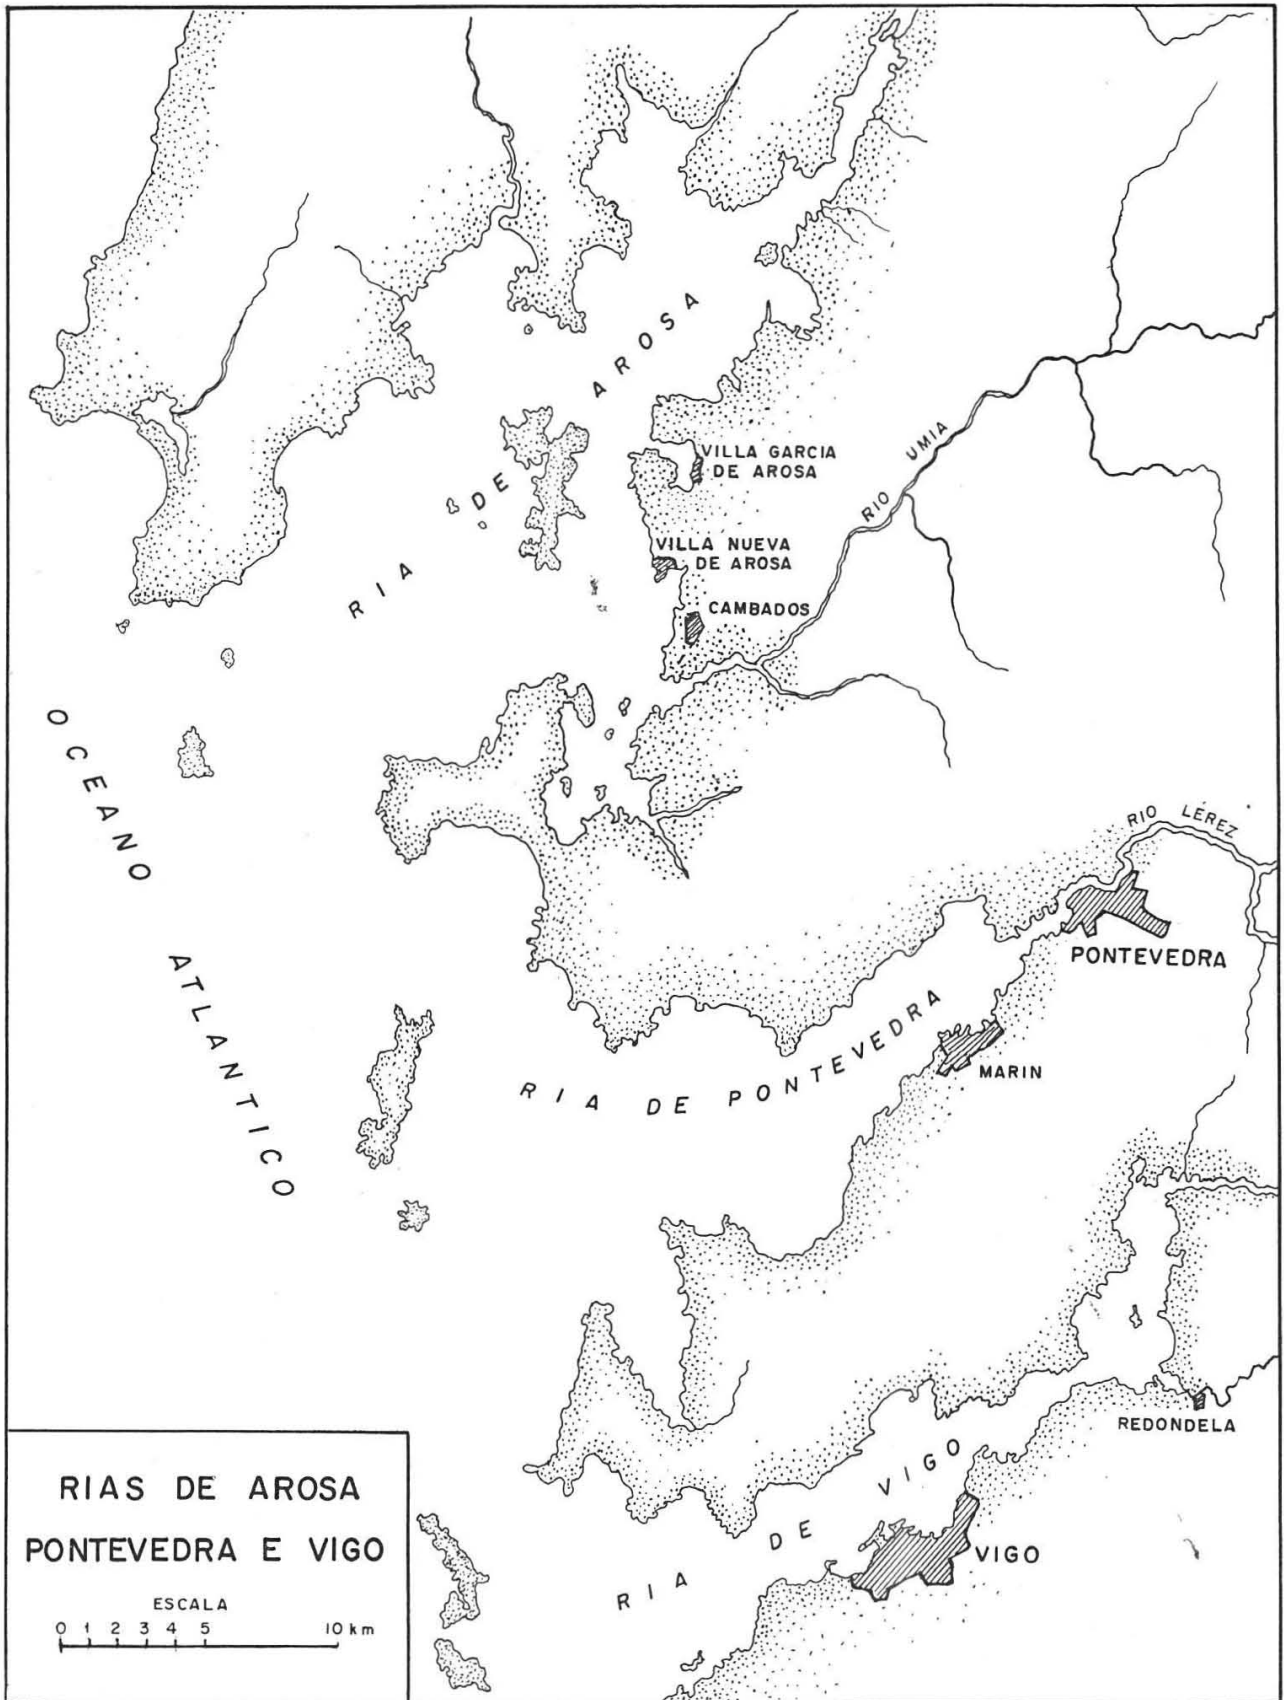 RIA DE AROSA
VILLA GARCIA
DE AROSA
RIO UMIA
VILLA NUEVA
DE AROSA
CAMBADOS
OCEANO ATLANTICO
RIO LÉREZ
PONTEVEDRA
RIA DE PONTEVEDRA
MARIN
REDONDELA
RIA DE VIGO
VIGO
RIAS DE AROSA
PONTEVEDRA E VIGO
ESCALA
0 1 2 3 4 5 10 km